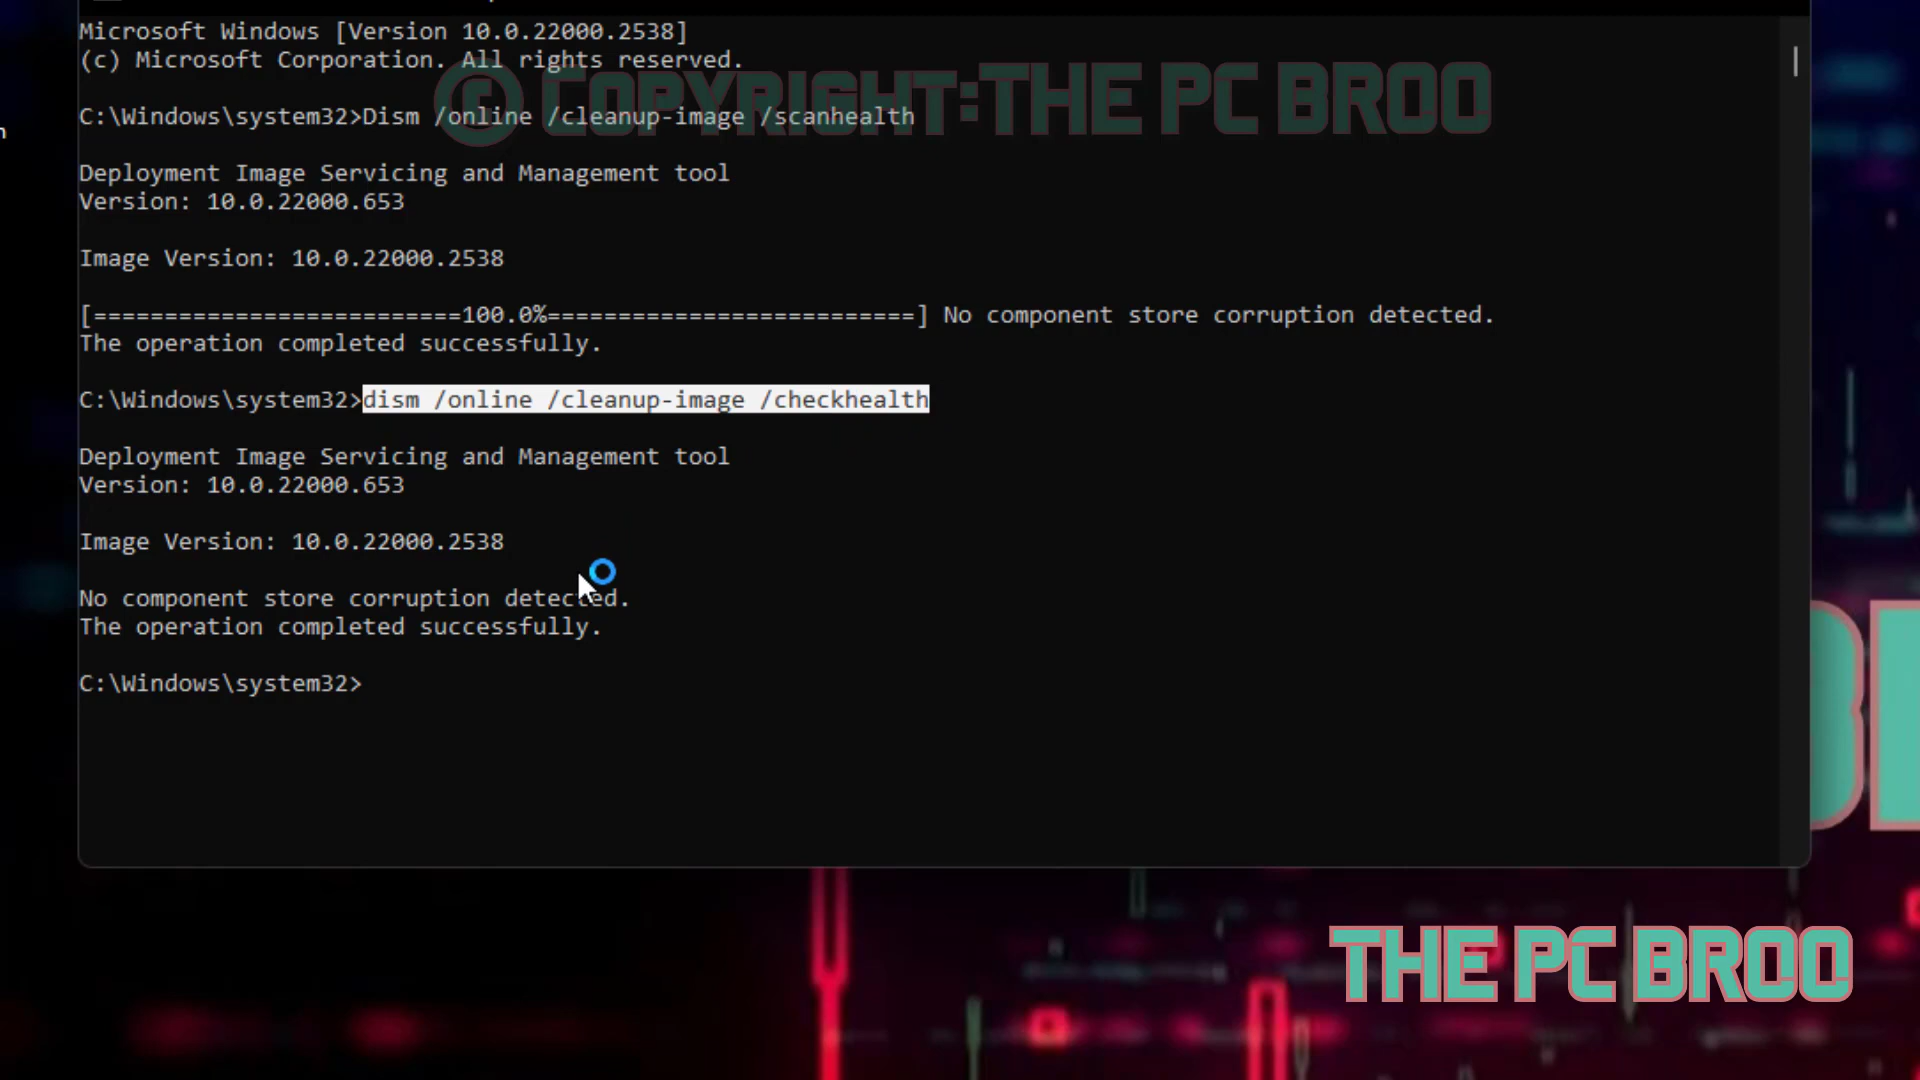 Microsoft Windows [Version 10.0.22000.2538]
(c) Microsoft Corporation. All rights reserved.
© COPYRIGHT:THE PC BROO
C:\Windows\system32>Dism /online /cleanup-image /scanhealth
Deployment Image Servicing and Management tool
Version: 10.0.22000.653
Image Version: 10.0.22000.2538
[==========================100.0%==========================] No component store corruption detected.
The operation completed successfully.
C:\Windows\system32>dism /online /cleanup-image /checkhealth
Deployment Image Servicing and Management tool
Version: 10.0.22000.653
Image Version: 10.0.22000.2538
No component store corruption detected.
The operation completed successfully.
C:\Windows\system32>
THE PC BROO